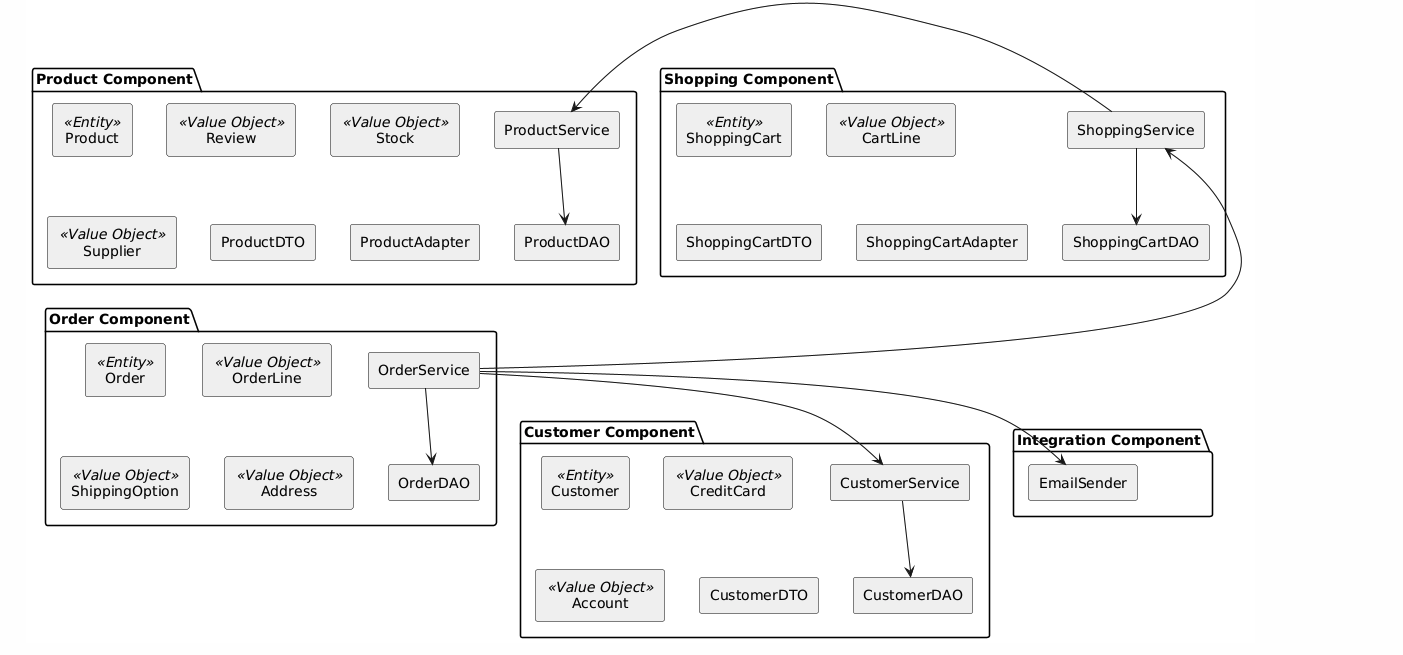 Product Component
«Entity»
Product
«Value Object»
Review
«Value Object»
Stock
ProductService
«Value Object»
Supplier
ProductDTO
ProductAdapter
ProductDAO
Shopping Component
«Entity»
ShoppingCart
«Value Object»
CartLine
ShoppingService
ShoppingCartDTO
ShoppingCartAdapter
ShoppingCartDAO
Order Component
«Entity»
Order
«Value Object»
OrderLine
OrderService
«Value Object»
ShippingOption
«Value Object»
Address
OrderDAO
Customer Component
«Entity»
Customer
«Value Object»
CreditCard
CustomerService
«Value Object»
Account
CustomerDTO
CustomerDAO
Integration Component
EmailSender